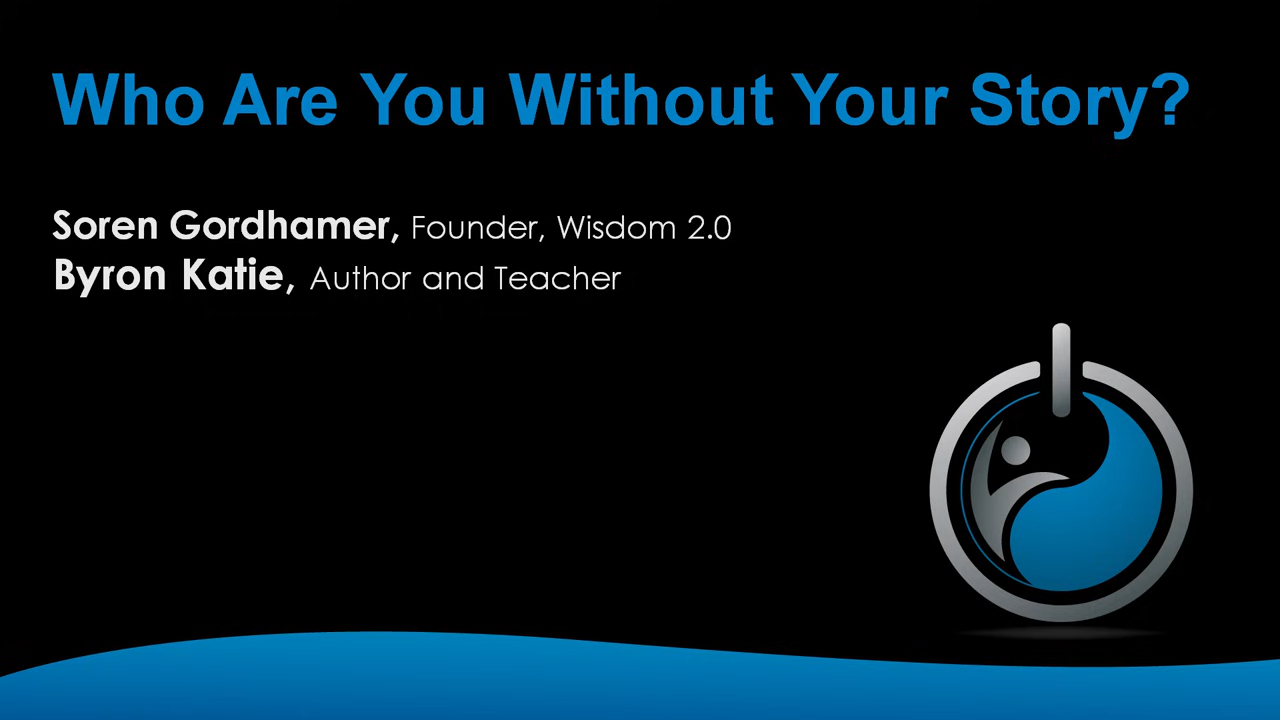 Who Are You Without Your Story?
Soren Gordhamer, Founder, Wisdom 2.0
Byron Katie, Author and Teacher